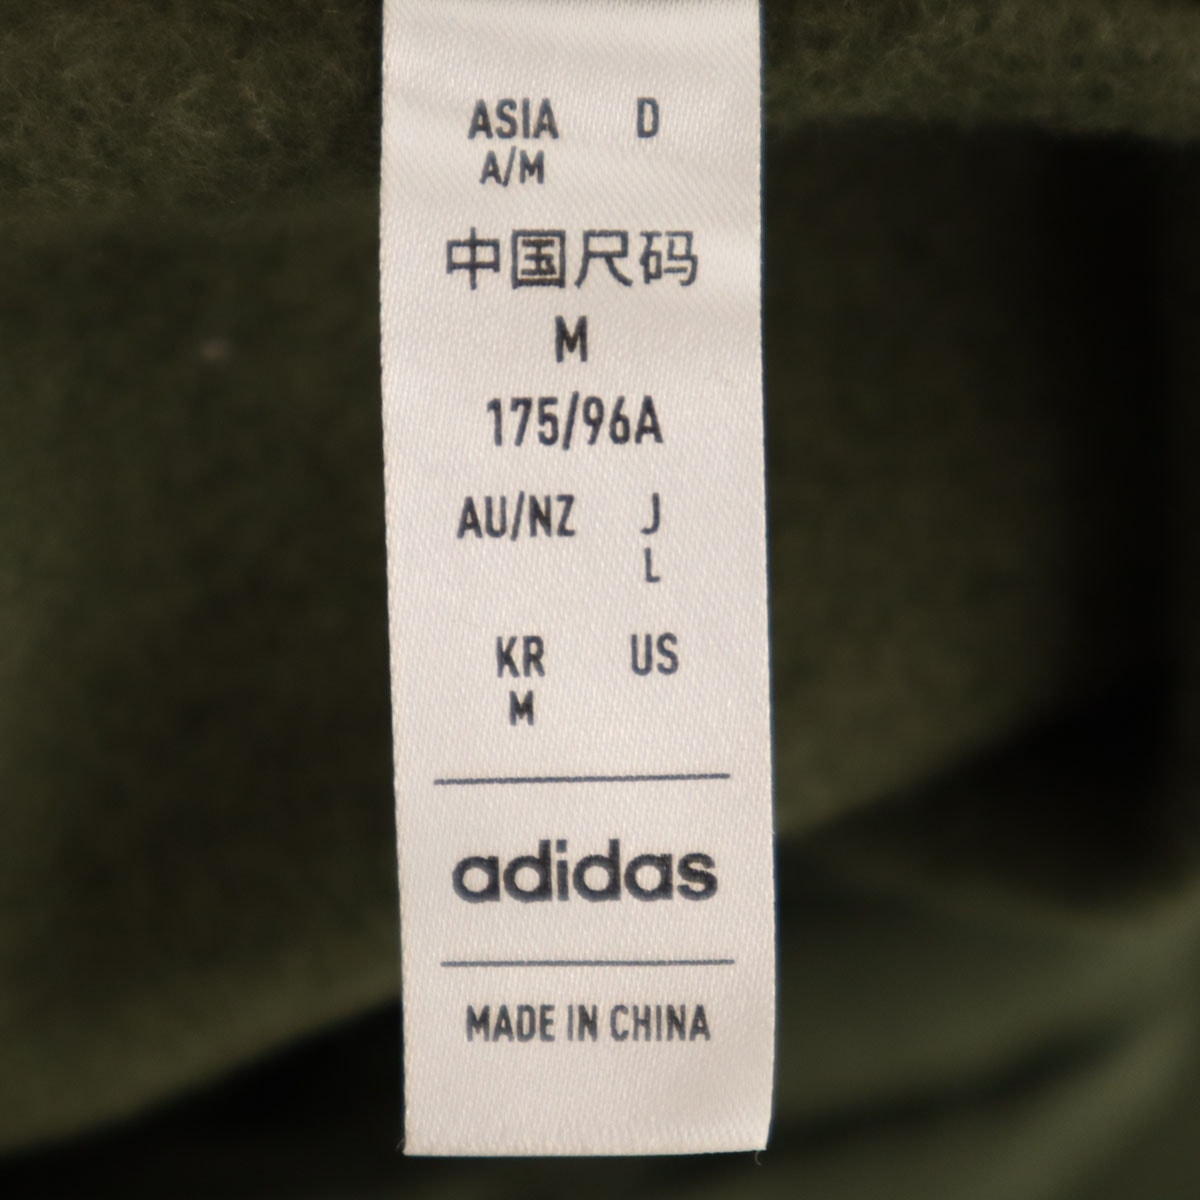 ASIA D
A/M
中国尺码
M
175/96A
AU/NZ J
L
KR US
M
adidas
MADE IN CHINA